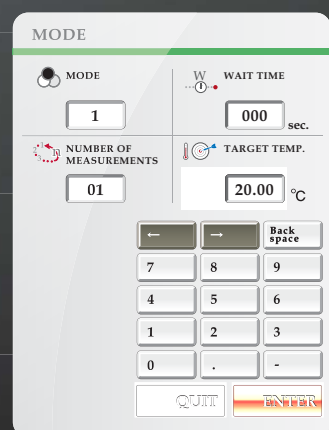 MODE
MODE
1
W
WAIT TIME
000 sec.
NUMBER OF
MEASUREMENTS
01
TARGET TEMP.
20.00 °C
← → Back
space
7 8 9
4 5 6
1 2 3
0 . -
QUIT ENTER